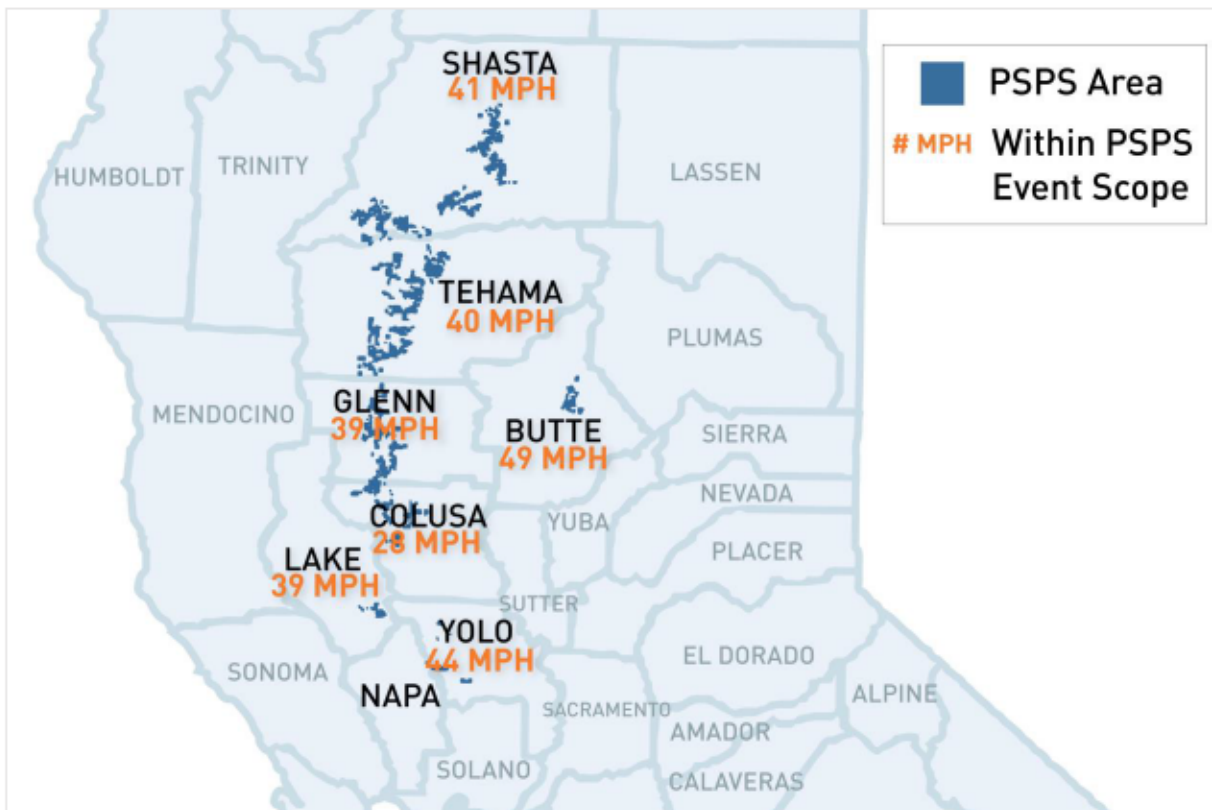 SHASTA
41 MPH
PSPS Area
# MPH Within PSPS
Event Scope
HUMBOLDT
TRINITY
LASSEN
TEHAMA
40 MPH
PLUMAS
MENDOCINO
GLENN
39 MPH
BUTTE
49 MPH
SIERRA
NEVADA
COLUSA
28 MPH
YUBA
PLACER
LAKE
39 MPH
SUTTER
YOLO
44 MPH
SONOMA
EL DORADO
NAPA
ALPINE
SACRAMENTO
AMADOR
SOLANO
CALAVERAS